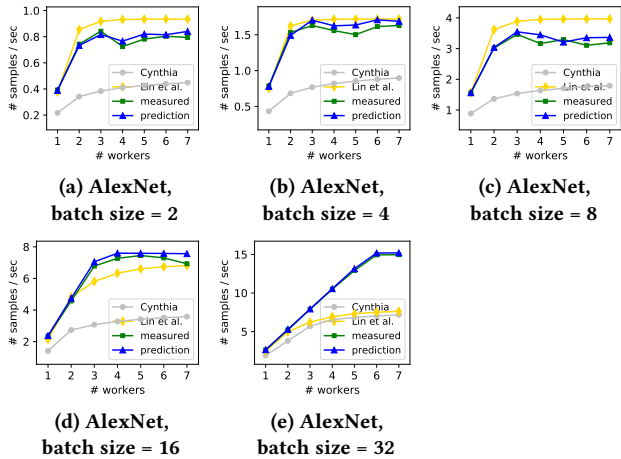 # samples / sec
1.0
0.8
0.6
0.4
0.2
Cynthia
Lin et al.
measured
prediction
1 2 3 4 5 6 7
# workers
(a) AlexNet,
batch size = 2
# samples / sec
1.5
1.0
0.5
Cynthia
Lin et al.
measured
prediction
1 2 3 4 5 6 7
# workers
(b) AlexNet,
batch size = 4
# samples / sec
4
3
2
1
Cynthia
Lin et al.
measured
prediction
1 2 3 4 5 6 7
# workers
(c) AlexNet,
batch size = 8
# samples / sec
8
6
4
2
Cynthia
Lin et al.
measured
prediction
1 2 3 4 5 6 7
# workers
(d) AlexNet,
batch size = 16
# samples / sec
15
10
5
Cynthia
Lin et al.
measured
prediction
1 2 3 4 5 6 7
# workers
(e) AlexNet,
batch size = 32